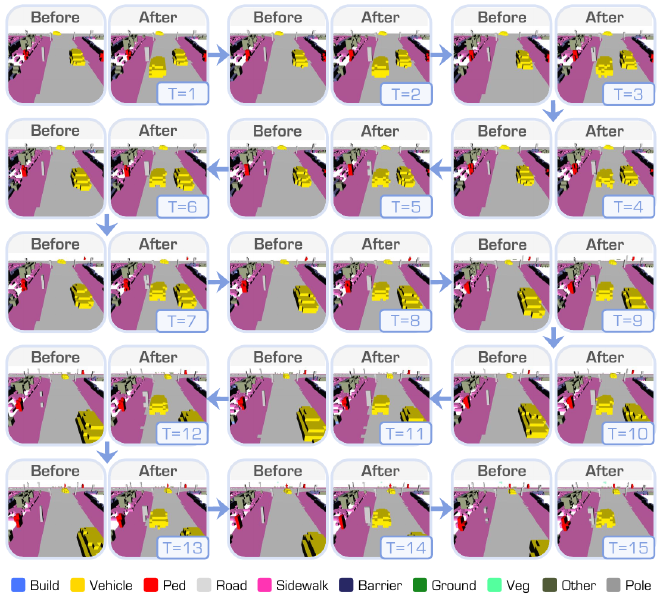 Before After Before After Before After
T=1 T=2 T=3
Before After Before After Before After
T=6 T=5 T=4
Before After Before After Before After
T=7 T=8 T=9
Before After Before After Before After
T=12 T=11 T=10
Before After Before After Before After
T=13 T=14 T=15
Build Vehicle Ped Road Sidewalk Barrier Ground Veg Other Pole